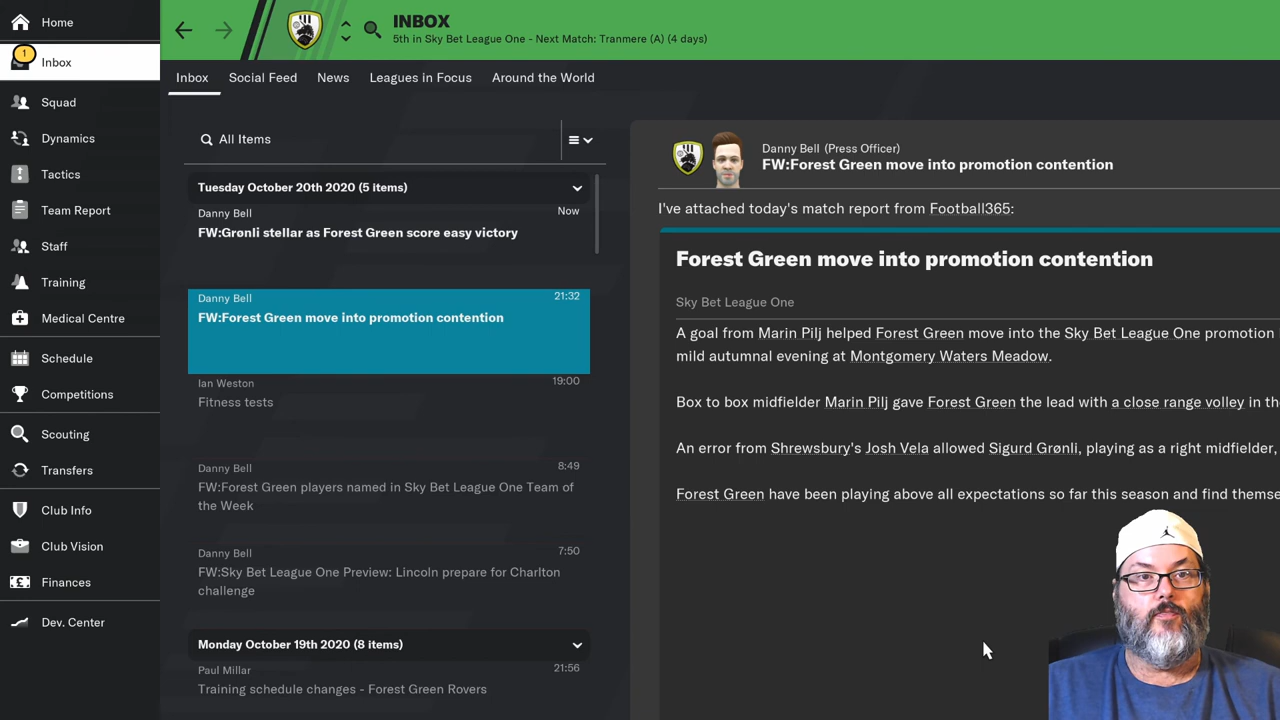 Home
INBOX
5th in Sky Bet League One - Next Match: Tranmere (A) (4 days)
1
Inbox
Squad
Dynamics
Tactics
Team Report
Staff
Training
Medical Centre
Schedule
Competitions
Scouting
Transfers
Club Info
Club Vision
Finances
Dev. Center
Inbox Social Feed News Leagues in Focus Around the World
All Items
Tuesday October 20th 2020 (5 items)
Danny Bell Now
FW:Grønli stellar as Forest Green score easy victory
Danny Bell 21:32
FW:Forest Green move into promotion contention
Ian Weston 19:00
Fitness tests
Danny Bell 8:49
FW:Forest Green players named in Sky Bet League One Team of
the Week
Danny Bell 7:50
FW:Sky Bet League One Preview: Lincoln prepare for Charlton
challenge
Monday October 19th 2020 (8 items)
Paul Millar 21:56
Training schedule changes - Forest Green Rovers
Danny Bell (Press Officer)
FW:Forest Green move into promotion contention
I've attached today's match report from Football365:
Forest Green move into promotion contention
Sky Bet League One
A goal from Marin Pilj helped Forest Green move into the Sky Bet League One promotion
mild autumnal evening at Montgomery Waters Meadow.
Box to box midfielder Marin Pilj gave Forest Green the lead with a close range volley in the
An error from Shrewsbury's Josh Vela allowed Sigurd Grønli, playing as a right midfielder,
Forest Green have been playing above all expectations so far this season and find themse